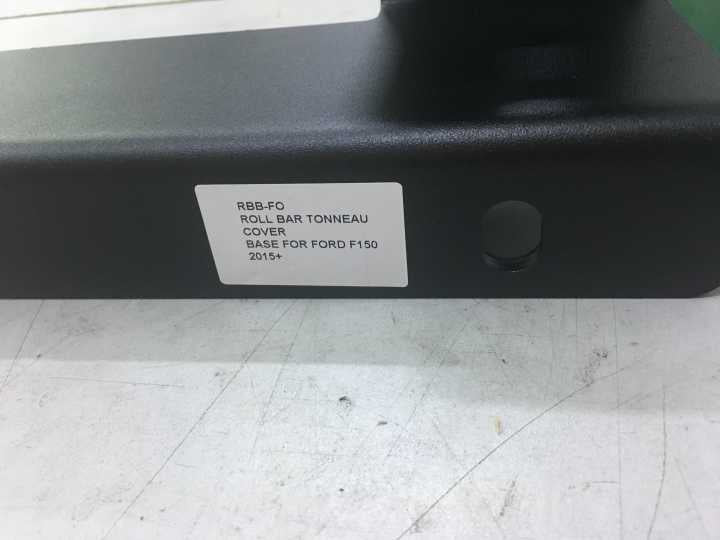 RBB-FO
ROLL BAR TONNEAU
COVER
BASE FOR FORD F150
2015+